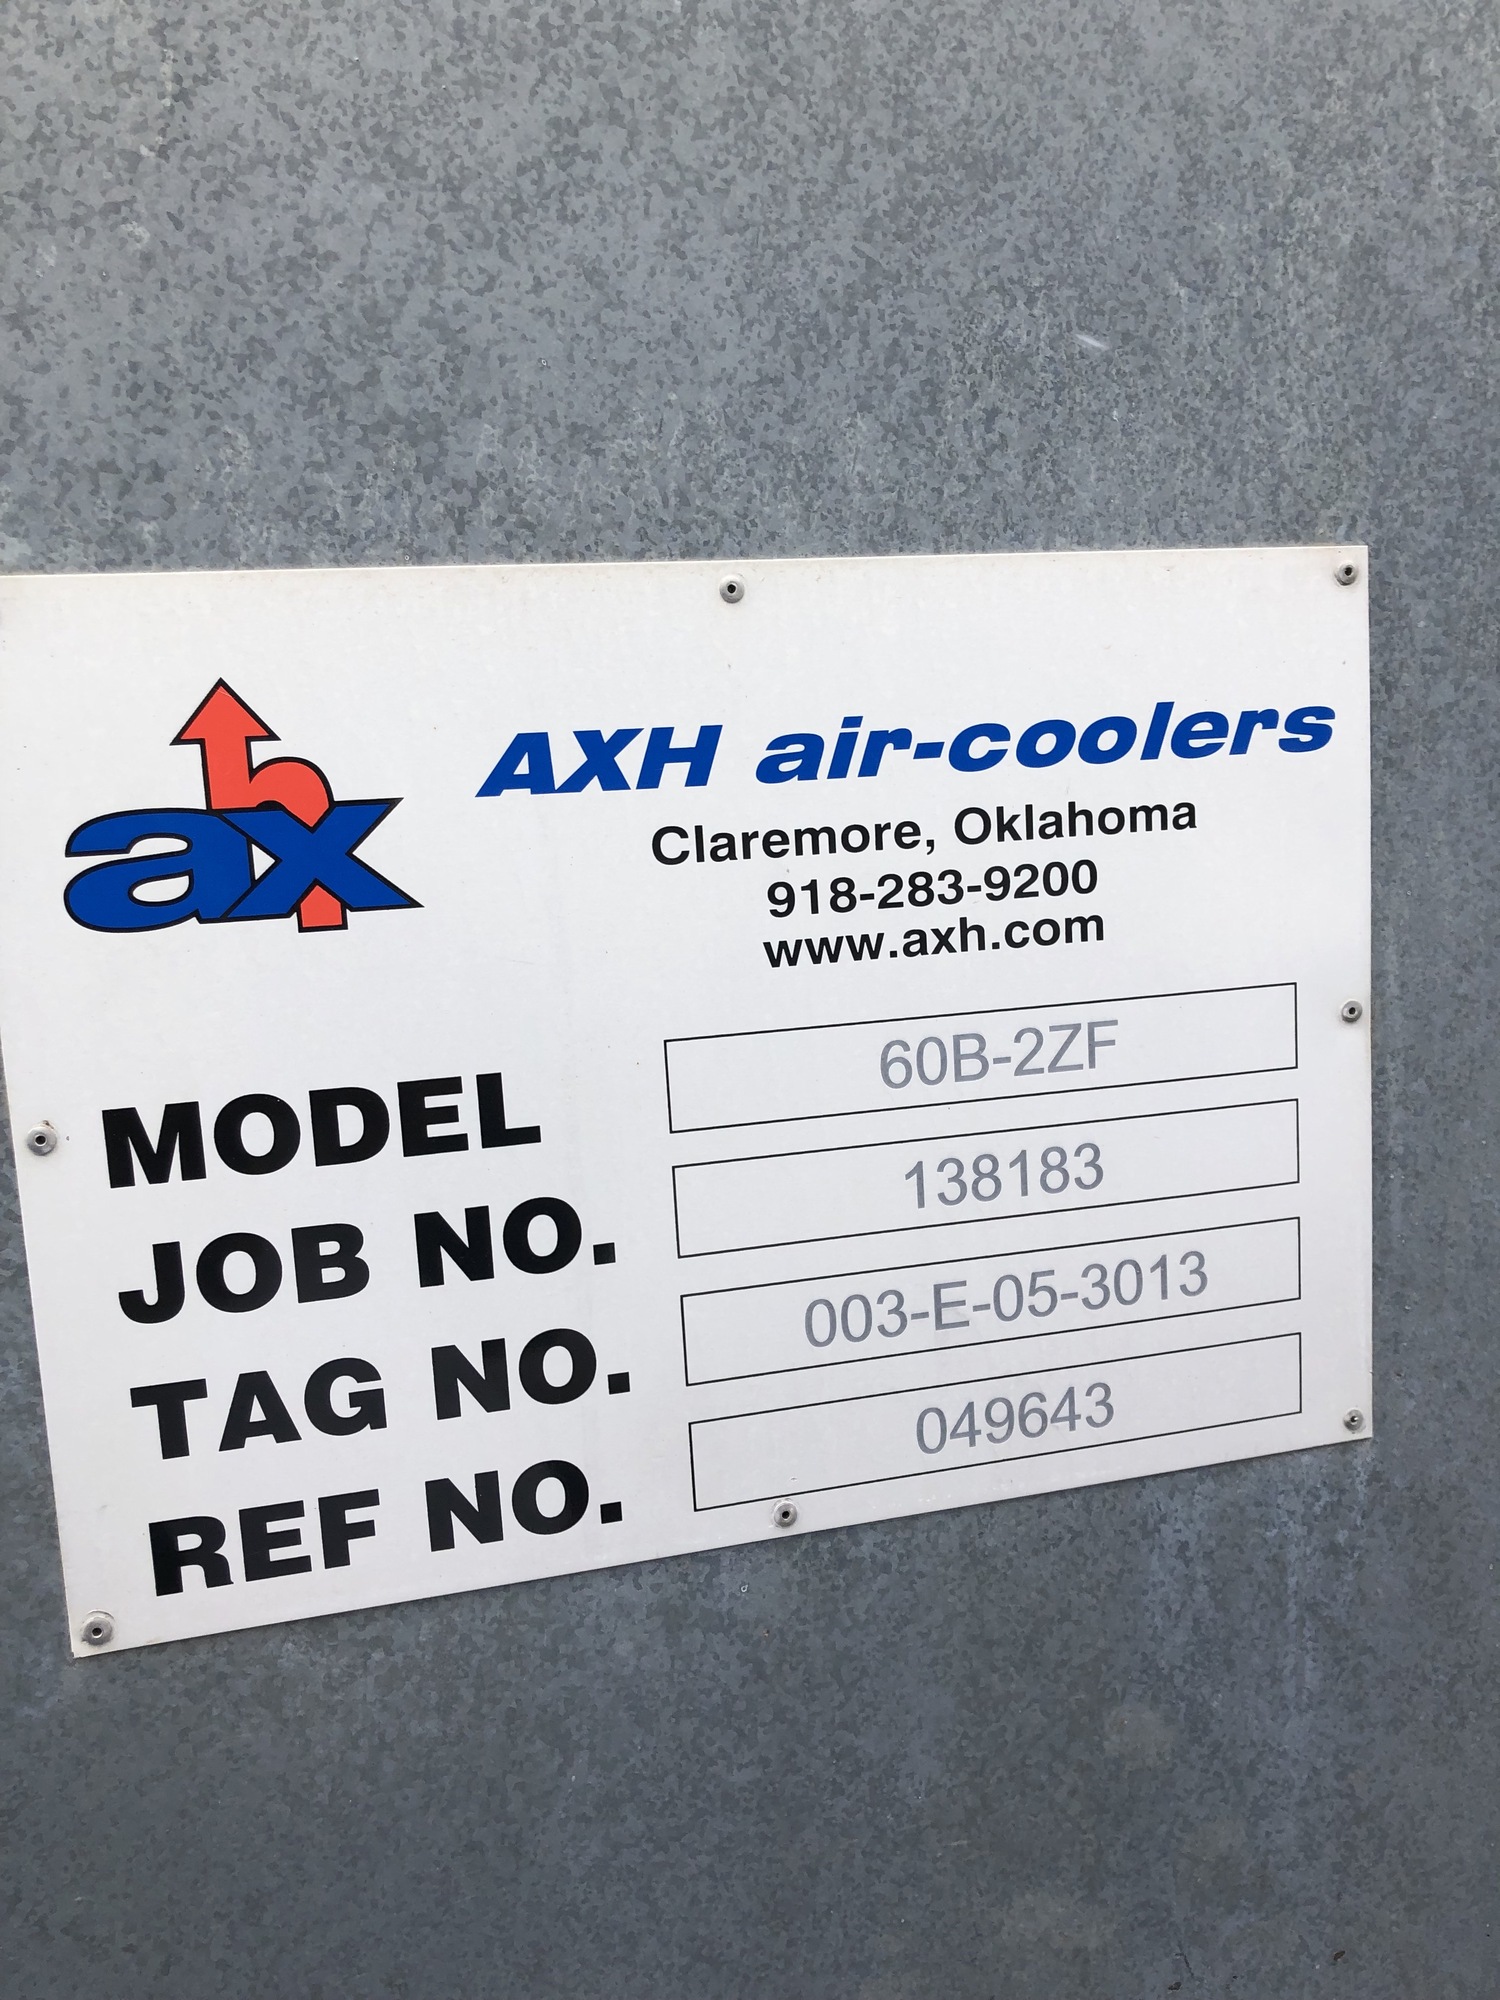 axh
AXH air-coolers
Claremore, Oklahoma
918-283-9200
www.axh.com
MODEL 60B-2ZF
JOB NO. 138183
TAG NO. 003-E-05-3013
REF NO. 049643